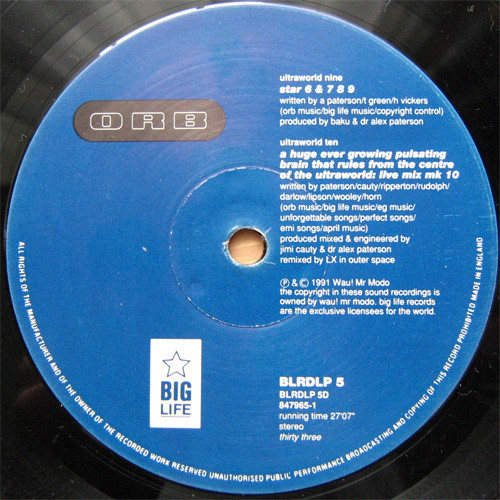 ORB
ultraworld nine
star 6 & 7 8 9
written by a paterson/t green/h vickers
(orb music/big life music/copyright control)
produced by baku & dr alex paterson
ultraworld ten
a huge ever growing pulsating
brain that rules from the centre
of the ultraworld: live mix mk 10
written by paterson/cauty/ripperton/rudolph/
darlow/lipson/wooley/horn
(orb music/big life music/eg music/
unforgettable songs/perfect songs/
emi songs/april music)
produced mixed & engineered by
jimi cauty & dr alex paterson
remixed by LX in outer space
℗ & © 1991 Wau! Mr Modo
the copyright in these sound recordings is
owned by wau! mr modo. big life records
are the exclusive licensees for the world.
BIG
LIFE
BLRDLP 5
BLRDLP 5D
847965-1
running time 27'07"
stereo
thirty three
ALL RIGHTS OF THE MANUFACTURER AND OF THE OWNER OF THE RECORDED WORK RESERVED UNAUTHORISED PUBLIC PERFORMANCE BROADCASTING AND COPYING OF THIS RECORD PROHIBITED MADE IN ENGLAND